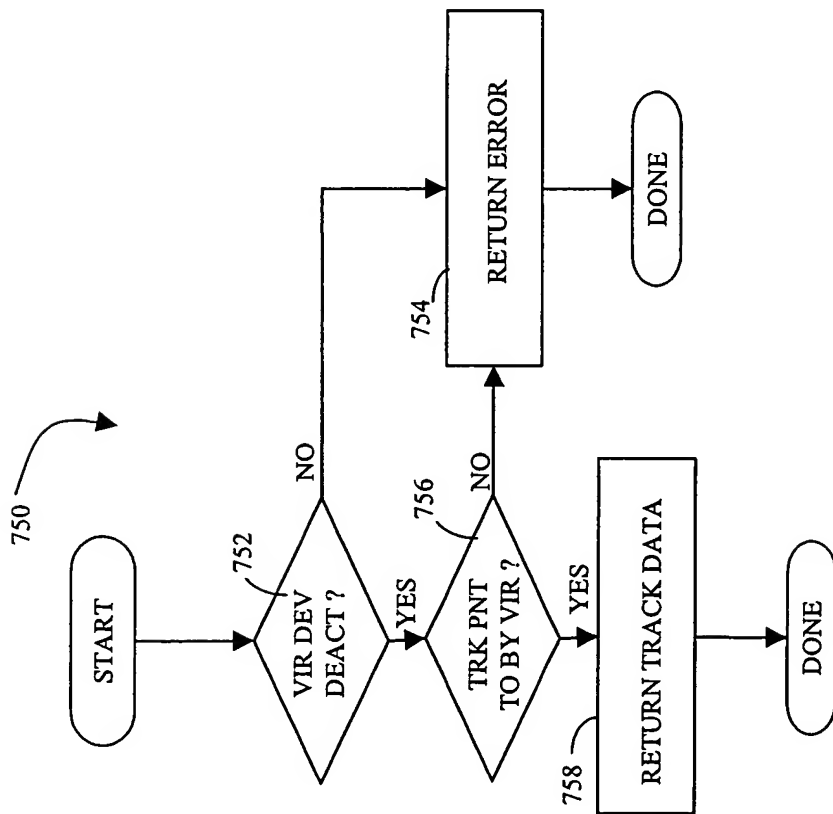 750
START
752
VIR DEV
DEACT ?
NO
YES
756
TRK PNT
TO BY VIR ?
NO
YES
754
RETURN ERROR
DONE
758
RETURN TRACK DATA
DONE